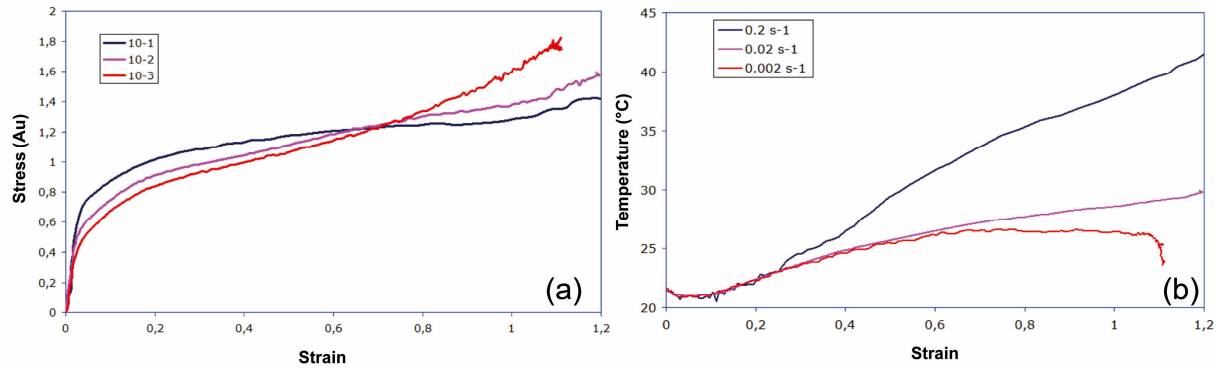 2
1,8
1,6
1,4
1,2
1
0,8
0,6
0,4
0,2
0
Stress (Au)
10-1
10-2
10-3
(a)
0 0,2 0,4 0,6 0,8 1 1,2
Strain
45
40
35
30
25
20
Temperature (°C)
0.2 s-1
0.02 s-1
0.002 s-1
(b)
0 0,2 0,4 0,6 0,8 1 1,2
Strain